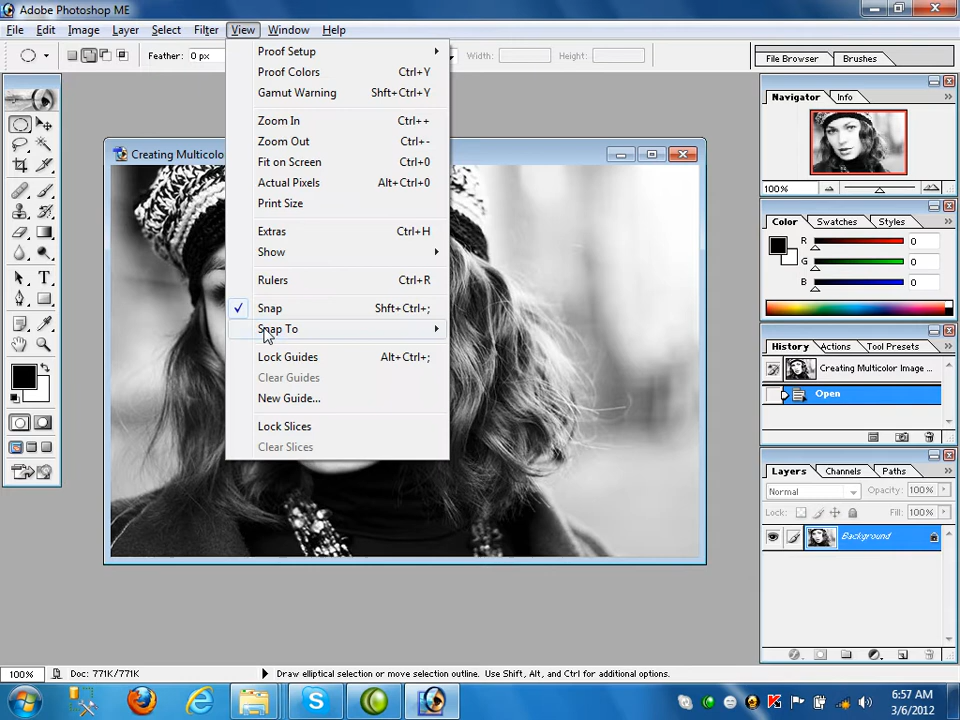 Adobe Photoshop ME
File Edit Image Layer Select Filter View Window Help
Feather: 0 px Width: Height: File Browser Brushes
Proof Setup
Proof Colors Ctrl+Y
Gamut Warning Shft+Ctrl+Y
Zoom In Ctrl++
Zoom Out Ctrl+-
Fit on Screen Ctrl+0
Actual Pixels Alt+Ctrl+0
Print Size
Extras Ctrl+H
Show
Rulers Ctrl+R
Snap Shft+Ctrl+;
Snap To
Lock Guides Alt+Ctrl+;
Clear Guides
New Guide...
Lock Slices
Clear Slices
Creating Multicolo
Navigator Info
100%
Color Swatches Styles
R 0
G 0
B 0
History Actions Tool Presets
Creating Multicolor Image ...
Open
Layers Channels Paths
Normal Opacity: 100%
Lock: Fill: 100%
Background
100% Doc: 771K/771K Draw elliptical selection or move selection outline. Use Shift, Alt, and Ctrl for additional options.
6:57 AM
3/6/2012